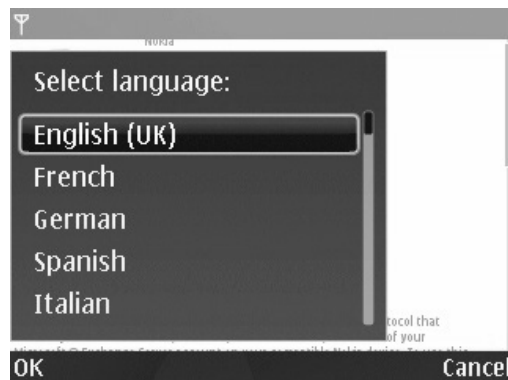 Nokia
Select language:
English (UK)
French
German
Spanish
Italian
tocol that
of your
OK
Cancel